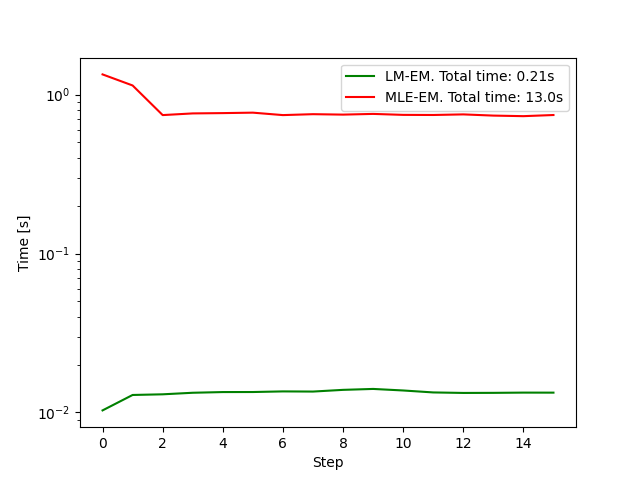 LM-EM. Total time: 0.21s
MLE-EM. Total time: 13.0s
10⁰
10⁻¹
10⁻²
Time [s]
0 2 4 6 8 10 12 14
Step